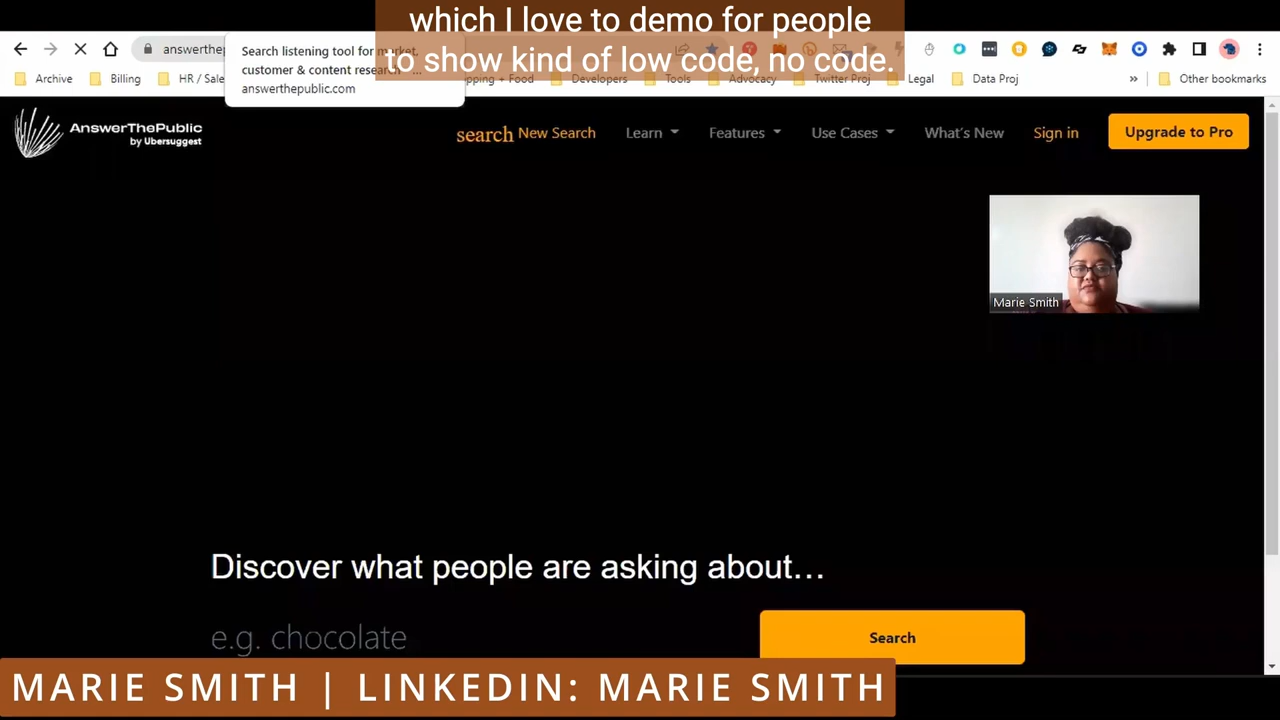 which I love to demo for people
to show kind of low code, no code.
answerthep
Search listening tool for market,
customer & content research
answerthepublic.com
Archive
Billing
HR / Sale
pping + Food
Developers
Tools
Advocacy
Twitter Proj
Legal
Data Proj
»
Other bookmarks
AnswerThePublic
by Ubersuggest
search New Search
Learn
Features
Use Cases
What's New
Sign in
Upgrade to Pro
Marie Smith
Discover what people are asking about...
e.g. chocolate
Search
MARIE SMITH | LINKEDIN: MARIE SMITH